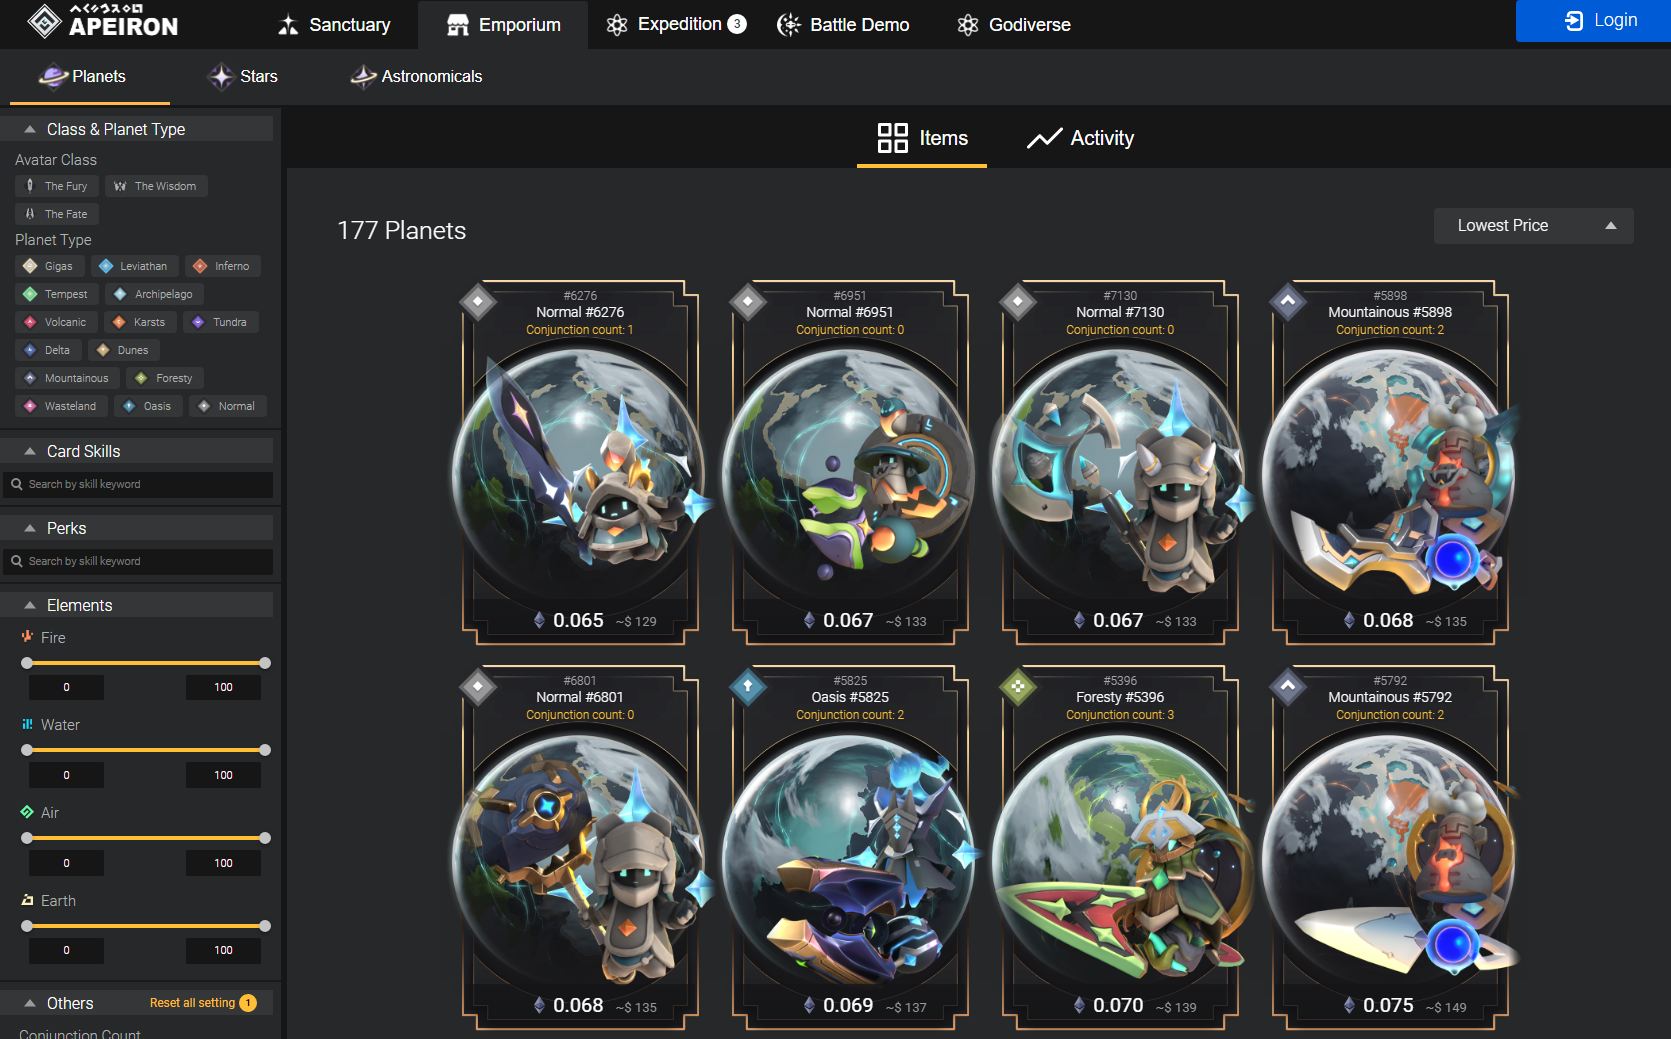 APEIRON
Sanctuary
Emporium
Expedition 3
Battle Demo
Godiverse
Login
Planets
Stars
Astronomicals
Class & Planet Type
Avatar Class
The Fury
The Wisdom
The Fate
Planet Type
Gigas
Leviathan
Inferno
Tempest
Archipelago
Volcanic
Karsts
Tundra
Delta
Dunes
Mountainous
Foresty
Wasteland
Oasis
Normal
Card Skills
Search by skill keyword
Perks
Search by skill keyword
Elements
Fire
0
100
Water
0
100
Air
0
100
Earth
0
100
Others
Reset all setting 1
Conjunction Count
Items
Activity
177 Planets
Lowest Price
#6276
Normal #6276
Conjunction count: 1
0.065 ~$ 129
#6951
Normal #6951
Conjunction count: 0
0.067 ~$ 133
#7130
Normal #7130
Conjunction count: 0
0.067 ~$ 133
#5898
Mountainous #5898
Conjunction count: 2
0.068 ~$ 135
#6801
Normal #6801
Conjunction count: 0
0.068 ~$ 135
#5825
Oasis #5825
Conjunction count: 2
0.069 ~$ 137
#5396
Foresty #5396
Conjunction count: 3
0.070 ~$ 139
#5792
Mountainous #5792
Conjunction count: 2
0.075 ~$ 149